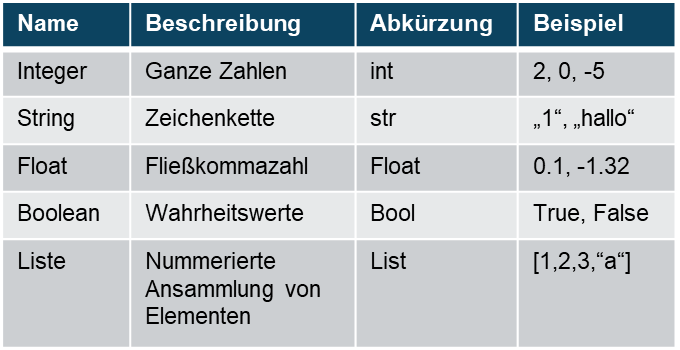 Name Beschreibung Abkürzung Beispiel
Integer Ganze Zahlen int 2, 0, -5
String Zeichenkette str „1“, „hallo“
Float Fließkommazahl Float 0.1, -1.32
Boolean Wahrheitswerte Bool True, False
Liste Nummerierte List [1,2,3,“a“]
Ansammlung von
Elementen